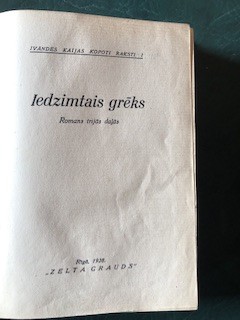 IVANDES KAIJAS KOPOTI RAKSTI I
Iedzimtais grēks
Romans trijās daļās
Rīgā, 1928.
"ZELTA GRAUDS"